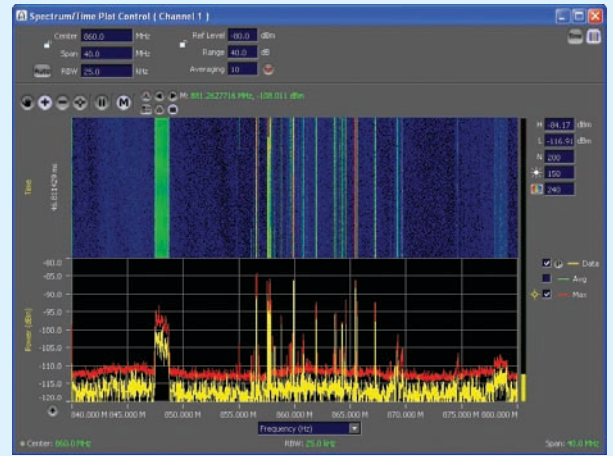 Spectrum/Time Plot Control ( Channel 1 )
Center 860.0 MHz Ref Level -80.0 dBm
Span 40.0 MHz Range 40.0 dB
RBW 25.0 kHz Averaging 10
M M: 881.2627716 MHz, -108.011 dBm
H -84.17 dBm
L -116.91 dBm
N 200
150
240
Time
46.811429 ms
Data
Avg
Max
Power (dBm)
-80.0
-85.0
-90.0
-95.0
-100.0
-105.0
-110.0
-115.0
-120.0
840.000 M 845.000 M 850.000 M 855.000 M 860.000 M 865.000 M 870.000 M 875.000 M 880.000 M
Frequency (Hz)
Center: 860.0 MHz RBW: 25.0 kHz Span: 40.0 MHz